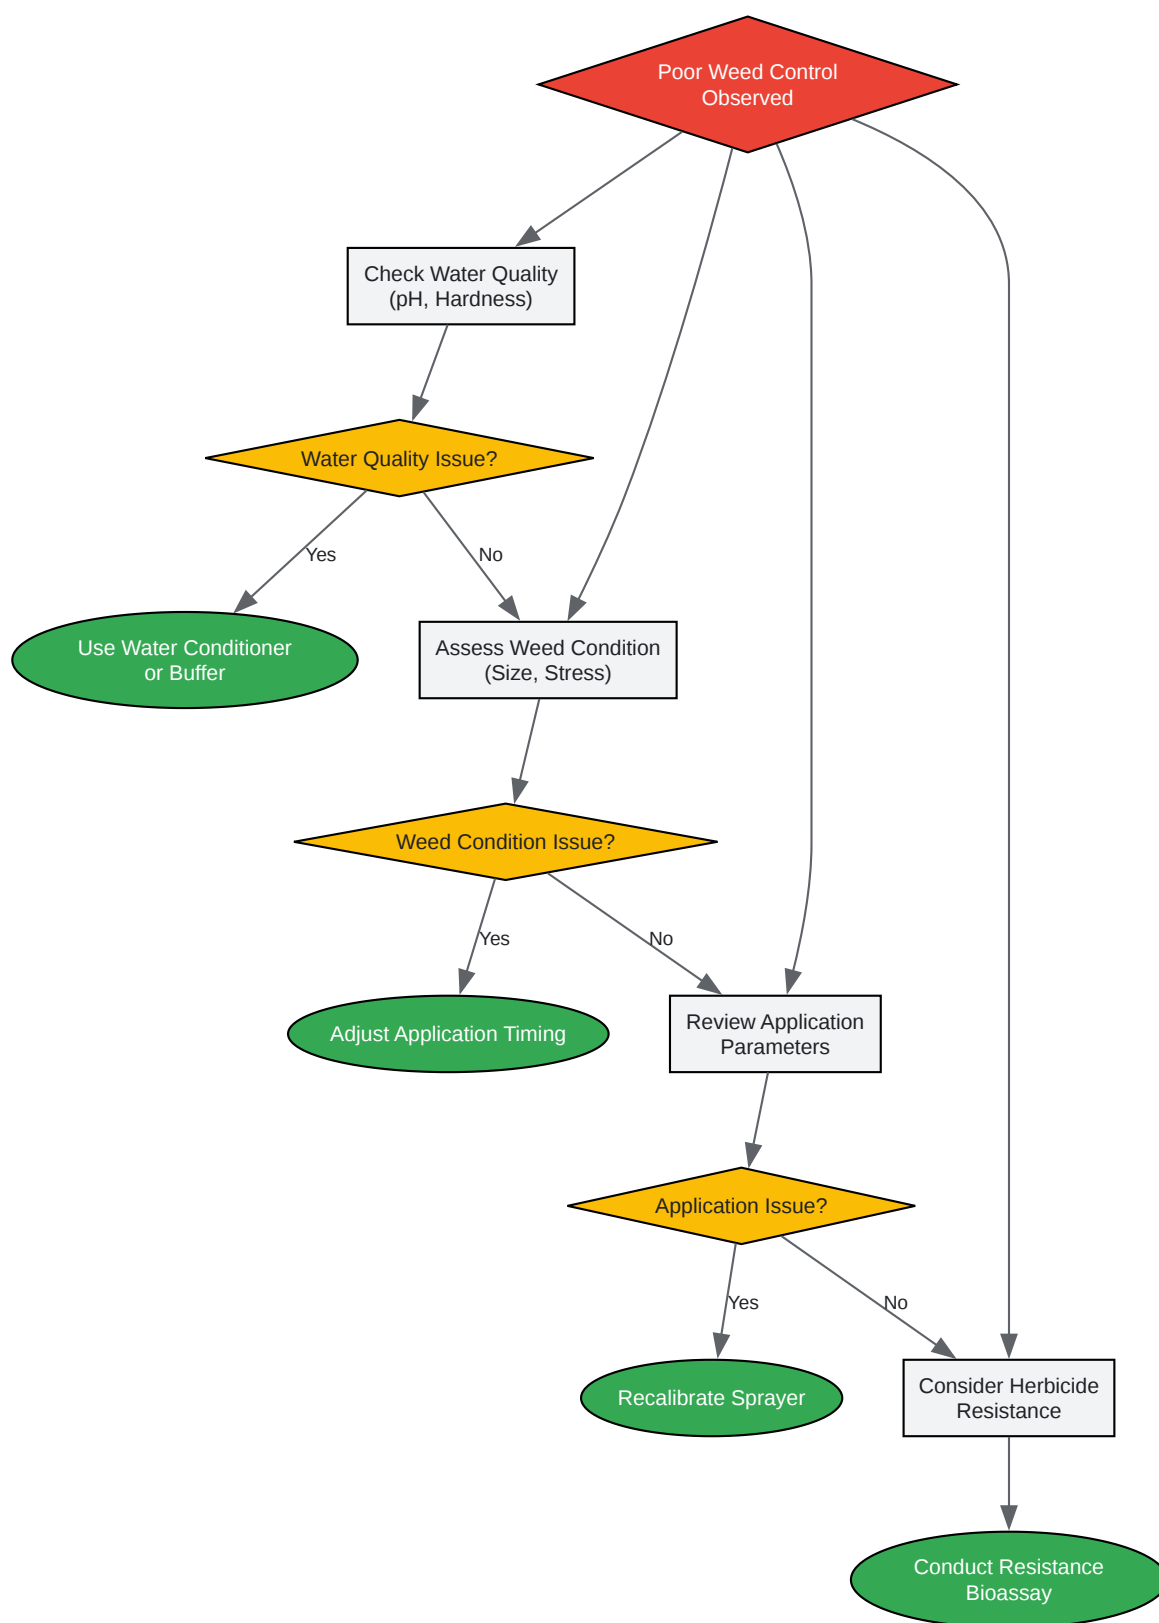 Poor Weed Control
Observed
Check Water Quality
(pH, Hardness)
Water Quality Issue?
Yes
No
Use Water Conditioner
or Buffer
Assess Weed Condition
(Size, Stress)
Weed Condition Issue?
Yes
No
Adjust Application Timing
Review Application
Parameters
Application Issue?
Yes
No
Recalibrate Sprayer
Consider Herbicide
Resistance
Conduct Resistance
Bioassay